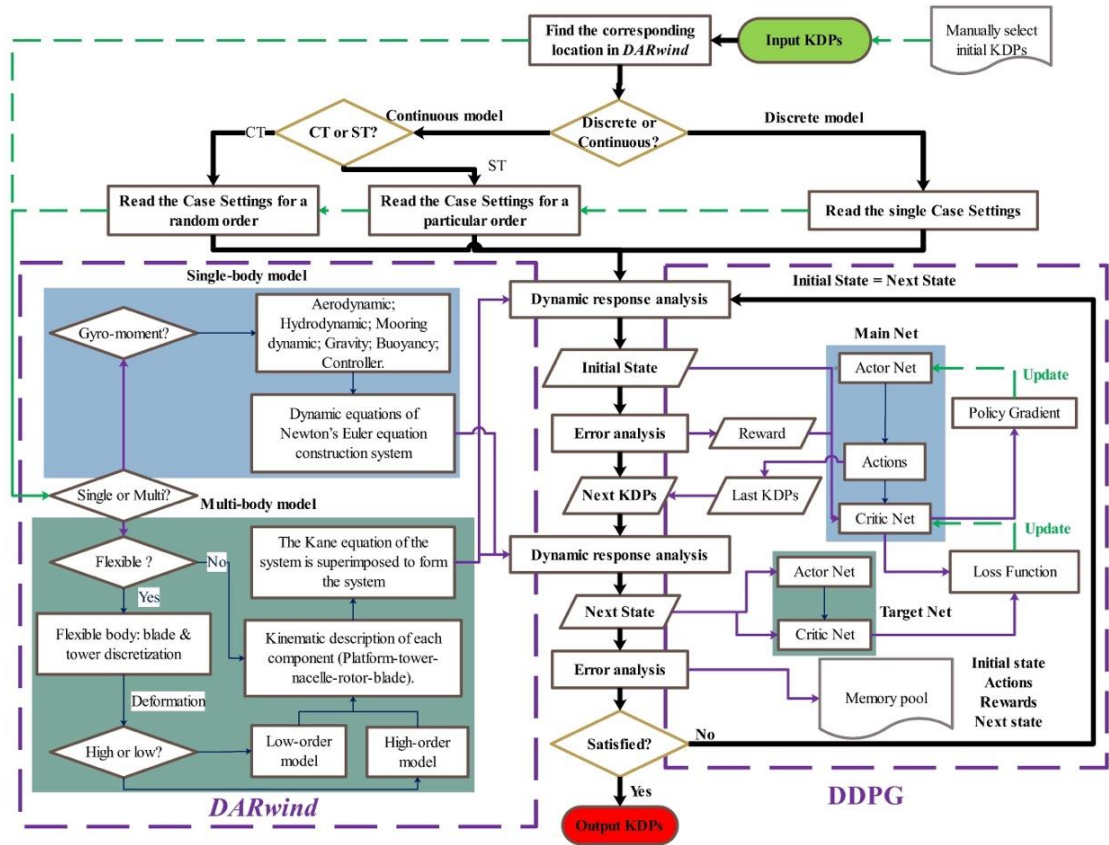 Find the corresponding
location in DARwind
Input KDPs
Manually select
initial KDPs
Continuous model
CT or ST?
CT
ST
Discrete or
Continuous?
Discrete model
Read the Case Settings for a
random order
Read the Case Settings for a
particular order
Read the single Case Settings
Single-body model
Gyro-moment?
Aerodynamic;
Hydrodynamic; Mooring
dynamic; Gravity; Buoyancy;
Controller.
Dynamic equations of
Newton's Euler equation
construction system
Single or Multi?
Multi-body model
Flexible ?
No
Yes
The Kane equation of the
system is superimposed to form
the system
Flexible body: blade &
tower discretization
Kinematic description of each
component (Platform-tower-
nacelle-rotor-blade).
Deformation
High or low?
Low-order
model
High-order
model
DARwind
Dynamic response analysis
Initial State = Next State
Initial State
Main Net
Actor Net
Update
Policy Gradient
Error analysis
Reward
Actions
Next KDPs
Last KDPs
Critic Net
Update
Dynamic response analysis
Actor Net
Loss Function
Next State
Target Net
Critic Net
Error analysis
Memory pool
Initial state
Actions
Rewards
Next state
Satisfied?
No
Yes
DDPG
Output KDPs